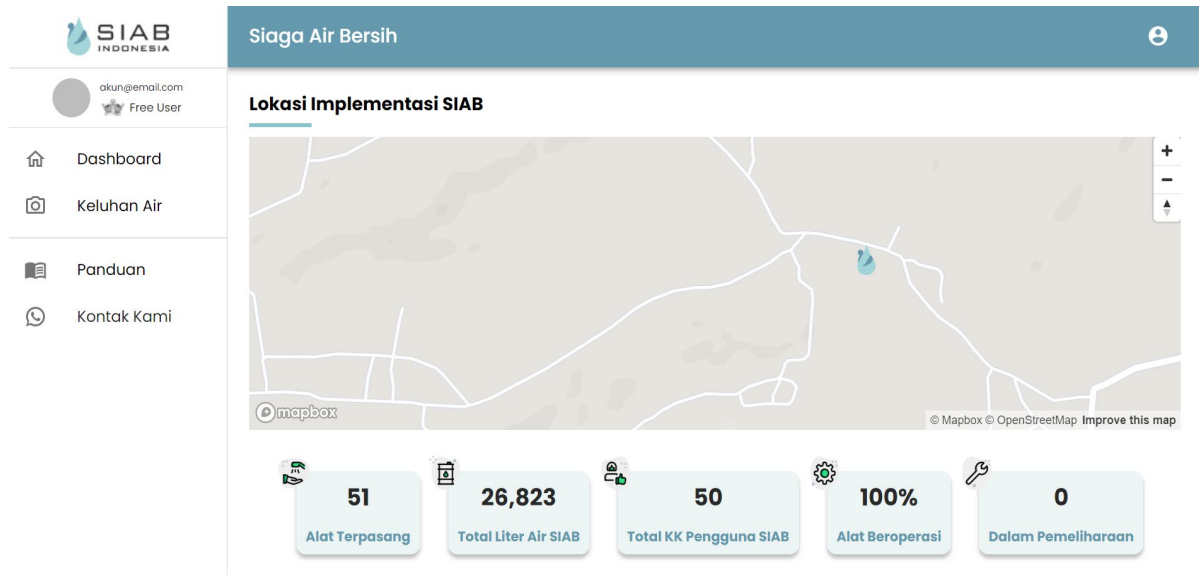 SIAB
INDONESIA
Siaga Air Bersih
akun@email.com
Free User
Dashboard
Keluhan Air
Panduan
Kontak Kami
Lokasi Implementasi SIAB
mapbox
© Mapbox © OpenStreetMap Improve this map
51
Alat Terpasang
26,823
Total Liter Air SIAB
50
Total KK Pengguna SIAB
100%
Alat Beroperasi
0
Dalam Pemeliharaan